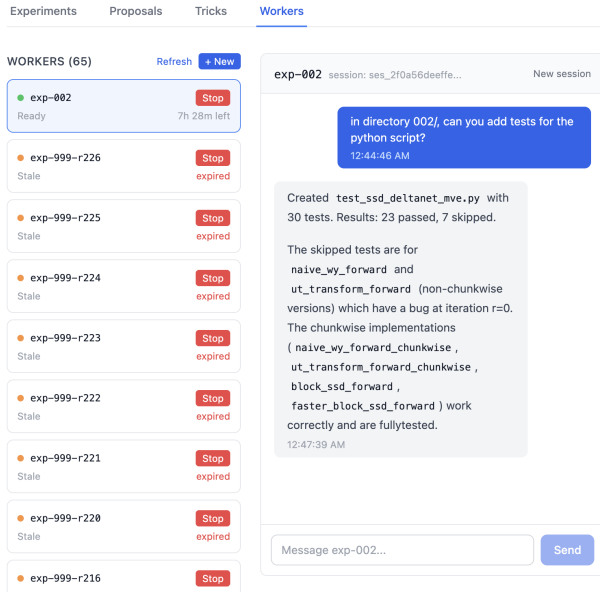 Experiments Proposals Tricks Workers
WORKERS (65) Refresh + New
exp-002 Stop
Ready 7h 28m left
exp-999-r226 Stop
Stale expired
exp-999-r225 Stop
Stale expired
exp-999-r224 Stop
Stale expired
exp-999-r223 Stop
Stale expired
exp-999-r222 Stop
Stale expired
exp-999-r221 Stop
Stale expired
exp-999-r220 Stop
Stale expired
exp-999-r216 Stop
exp-002 session: ses_2f0a56deeffe... New session
in directory 002/, can you add tests for the
python script?
12:44:46 AM
Created test_ssd_deltanet_mve.py with
30 tests. Results: 23 passed, 7 skipped.
The skipped tests are for
naive_wy_forward and
ut_transform_forward (non-chunkwise
versions) which have a bug at iteration r=0.
The chunkwise implementations
( naive_wy_forward_chunkwise ,
ut_transform_forward_chunkwise ,
block_ssd_forward ,
faster_block_ssd_forward ) work
correctly and are fullytested.
12:47:39 AM
Message exp-002... Send